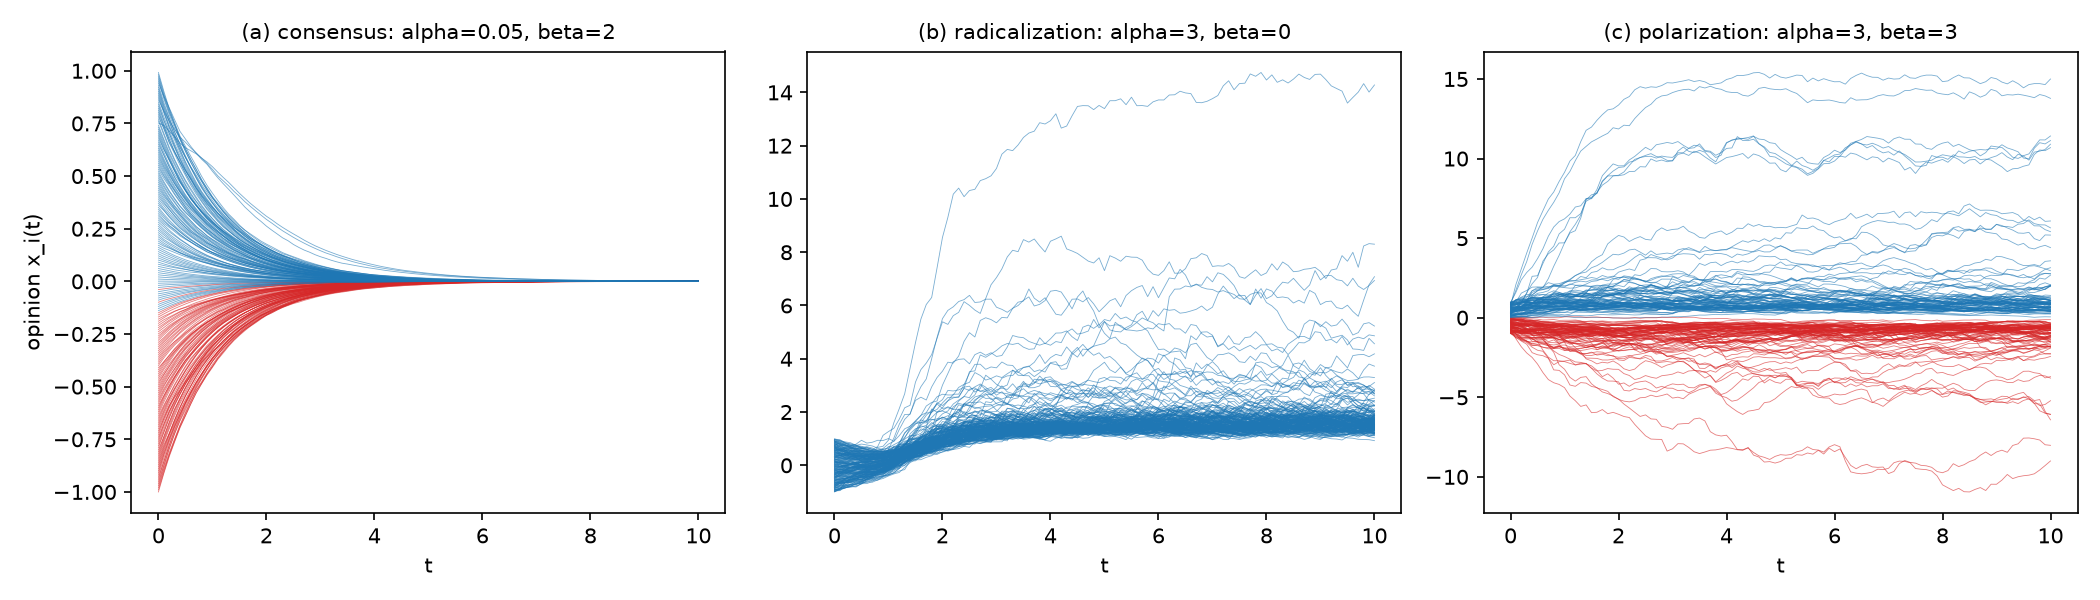 (a) consensus: alpha=0.05, beta=2
1.00
0.75
0.50
0.25
0.00
−0.25
−0.50
−0.75
−1.00
opinion x_i(t)
0 2 4 6 8 10
t
(b) radicalization: alpha=3, beta=0
14
12
10
8
6
4
2
0
0 2 4 6 8 10
t
(c) polarization: alpha=3, beta=3
15
10
5
0
−5
−10
0 2 4 6 8 10
t